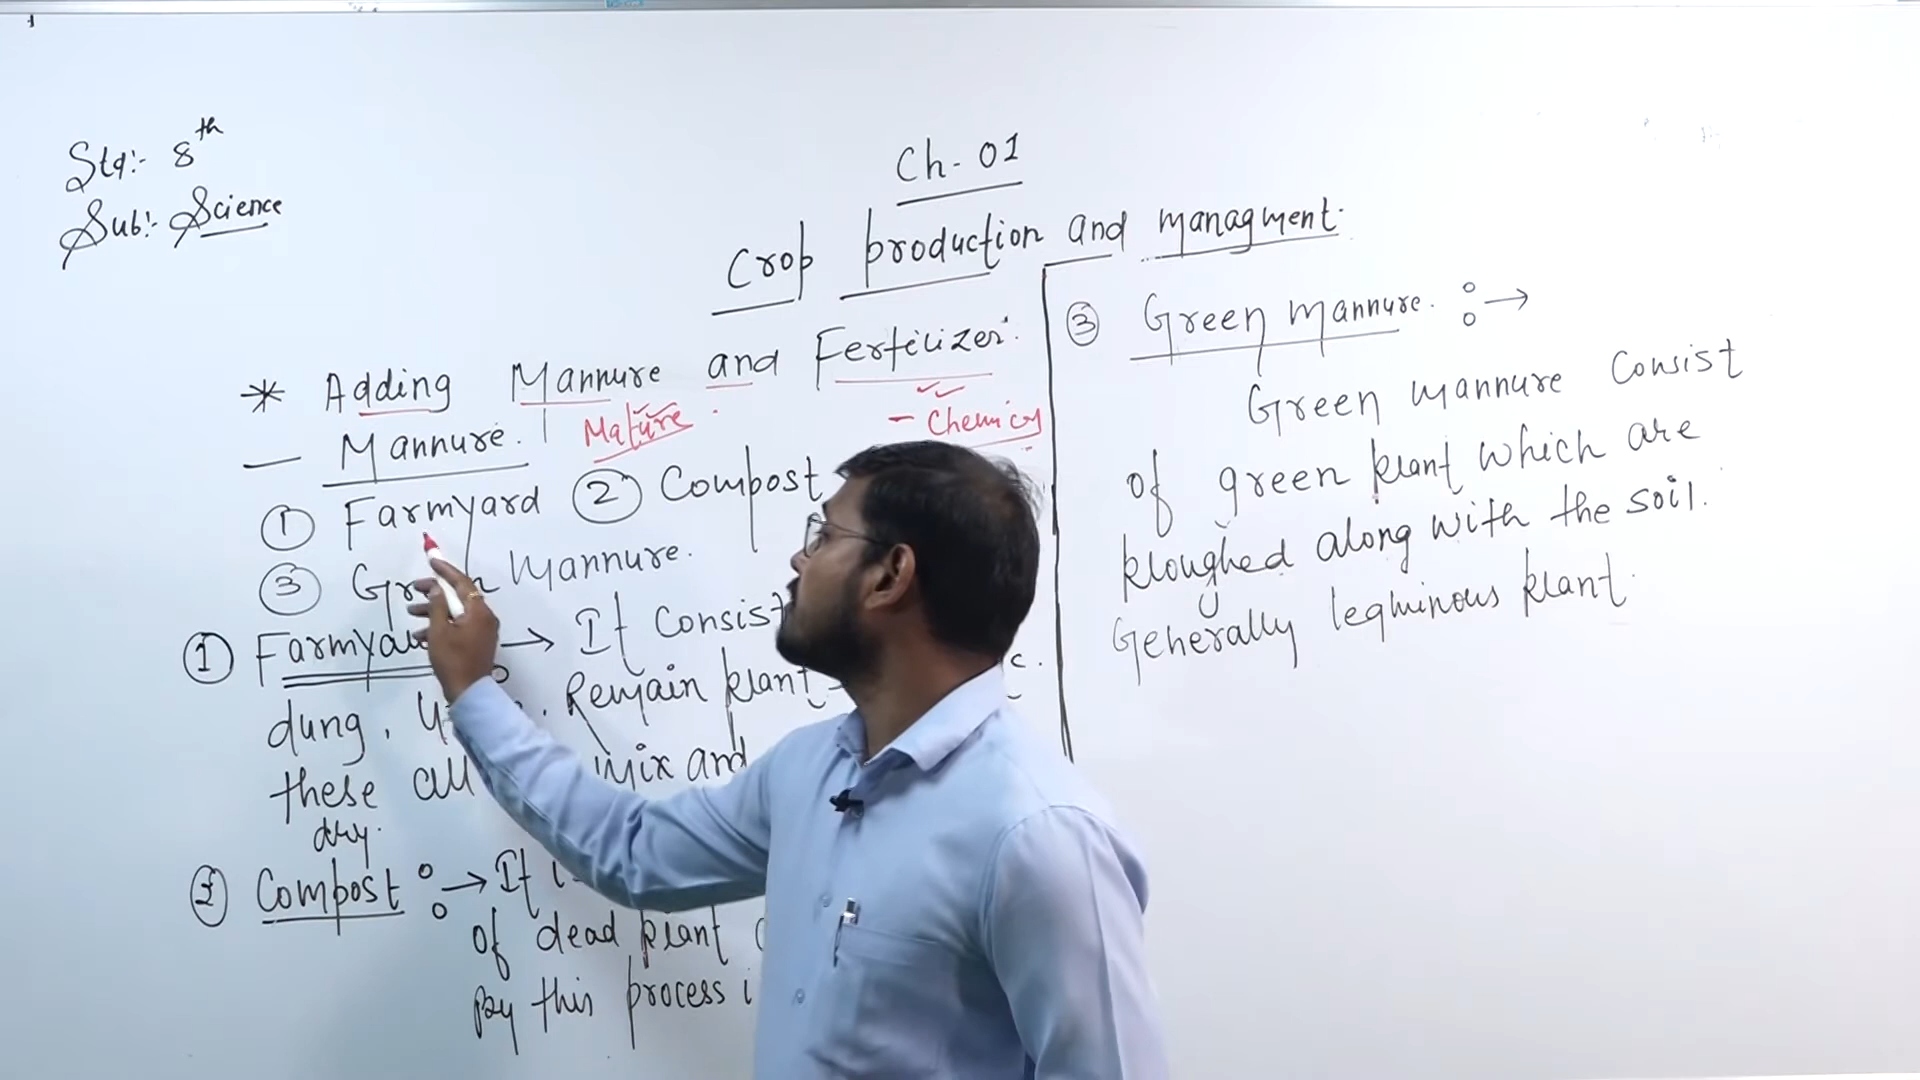 Std:- 8th
Sub:- Science
Ch-01
Crop production and managment.
* Adding Mannure and Fertilizer.
Mature. - Chemical
— Mannure.
① Farmyard ② Compost
③ Green Mannure.
① Farmyard → It Consist
dung, Remain plant
these all mix and
dry.
② Compost :→ It
of dead plant
By this process
③ Green Mannure. :→
Green mannure Consist
of green plant which are
ploughed along with the soil.
Generally leguminous plant.